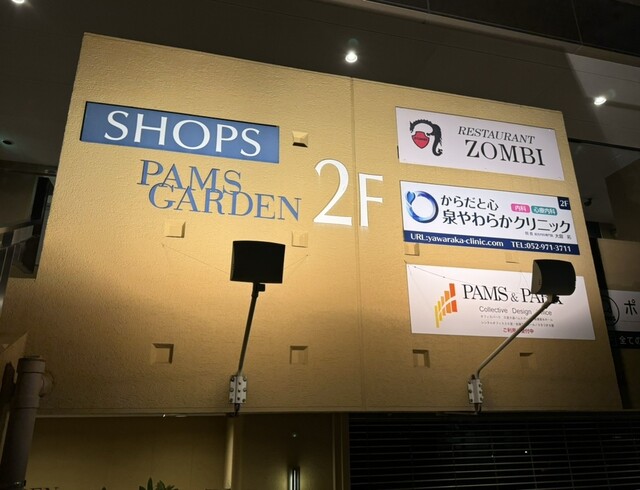 SHOPS
PAMS
GARDEN
2F
RESTAURANT
ZOMBI
からだと心
内科
心療内科
2F
泉やわらかクリニック
URL:yawaraka-clinic.com TEL:052-971-3711
PAMS &
Collective Design